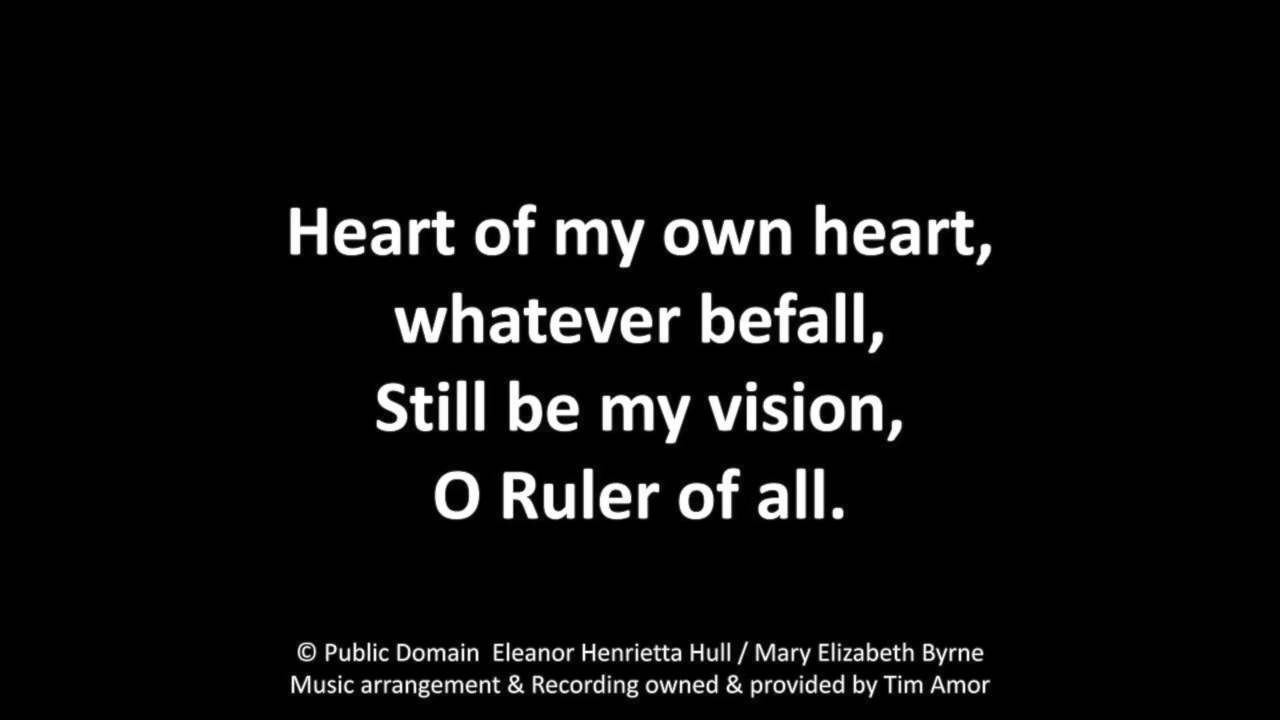 Heart of my own heart,
whatever befall,
Still be my vision,
O Ruler of all.
© Public Domain  Eleanor Henrietta Hull / Mary Elizabeth Byrne
Music arrangement & Recording owned & provided by Tim Amor